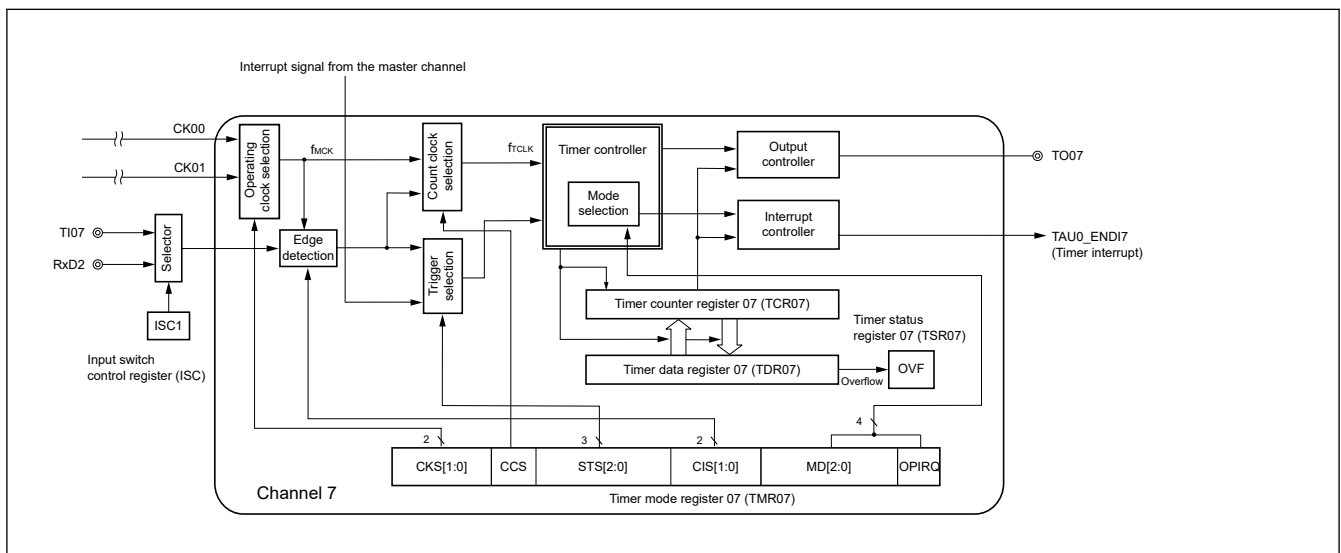 Interrupt signal from the master channel
CK00
CK01
Operating
clock selection
fMCK
Count clock
selection
fTCLK
Timer controller
Mode
selection
Output
controller
TO07
Interrupt
controller
TAU0_ENDI7
(Timer interrupt)
TI07
RxD2
Selector
Edge
detection
Trigger
selection
ISC1
Input switch
control register (ISC)
Timer counter register 07 (TCR07)
Timer status
register 07 (TSR07)
Timer data register 07 (TDR07)
Overflow
OVF
2
3
2
4
CKS[1:0]
CCS
STS[2:0]
CIS[1:0]
MD[2:0]
OPIRQ
Channel 7
Timer mode register 07 (TMR07)